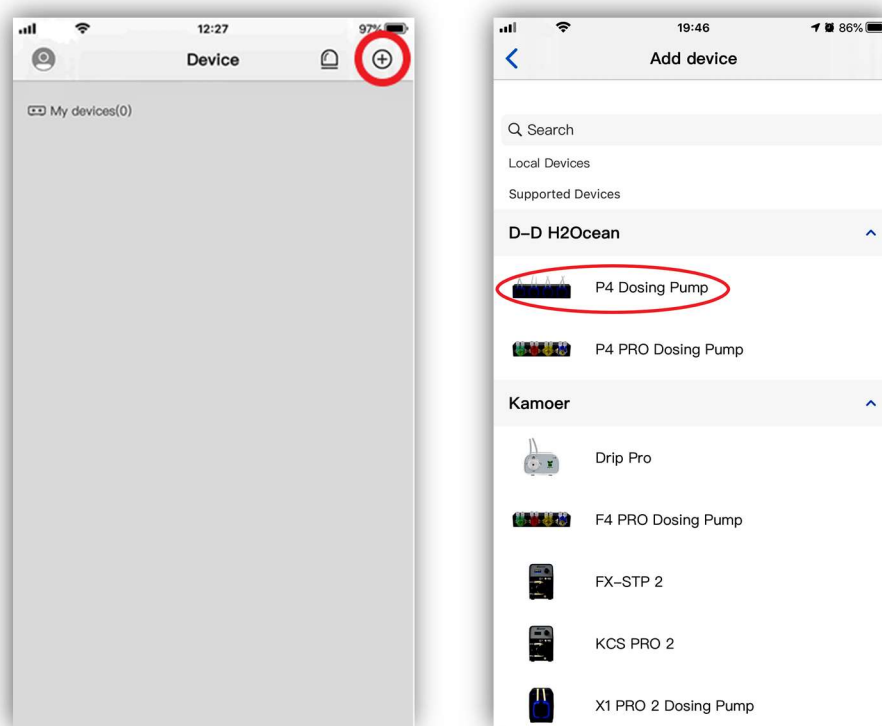 12:27
97%
Device
My devices(0)
19:46
86%
Add device
Search
Local Devices
Supported Devices
D-D H2Ocean
P4 Dosing Pump
P4 PRO Dosing Pump
Kamoer
Drip Pro
F4 PRO Dosing Pump
FX-STP 2
KCS PRO 2
X1 PRO 2 Dosing Pump